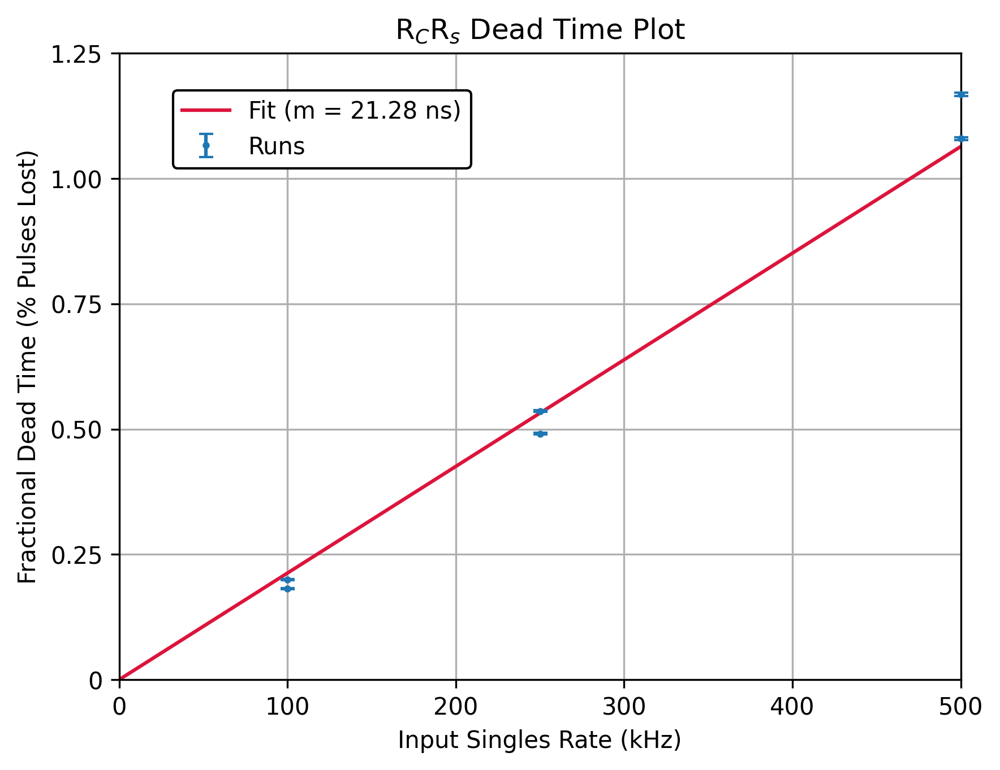 R_CR_s Dead Time Plot
1.25
1.00
0.75
0.50
0.25
0
Fractional Dead Time (% Pulses Lost)
Fit (m = 21.28 ns)
Runs
0 100 200 300 400 500
Input Singles Rate (kHz)